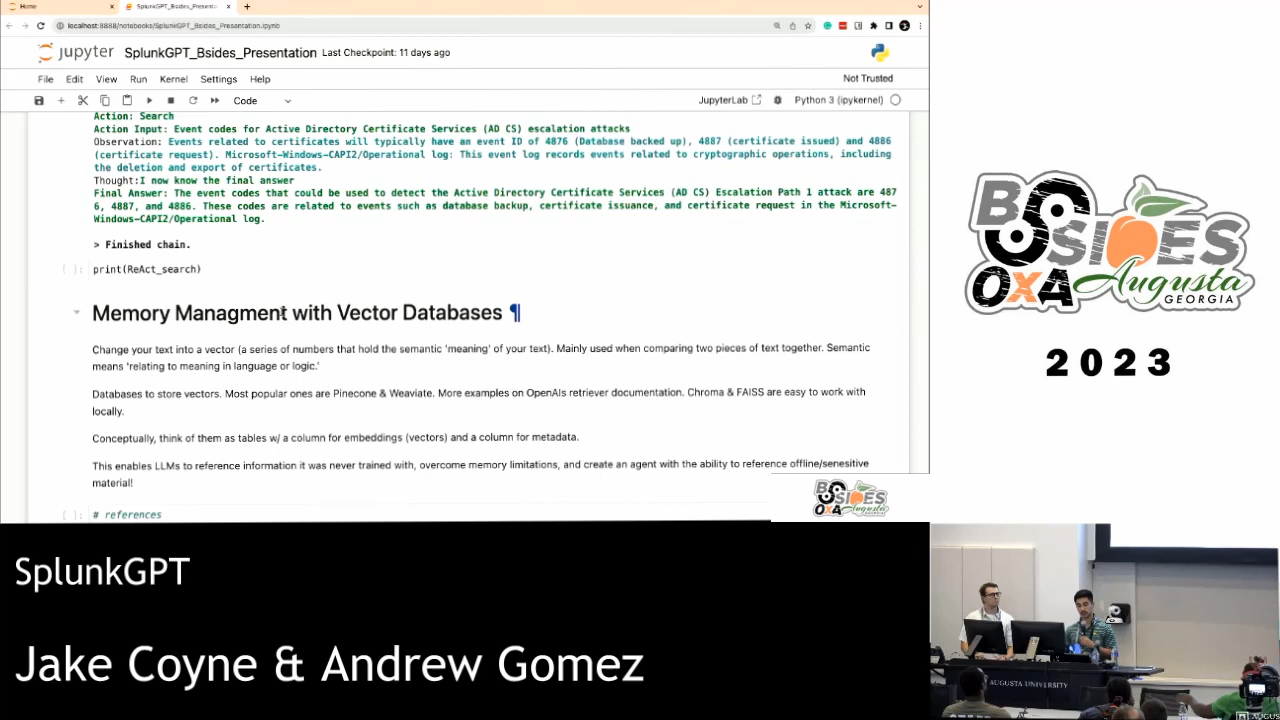 Home
SplunkGPT_Bsides_Presentation
localhost:8888/notebooks/SplunkGPT_Bsides_Presentation.ipynb
jupyter SplunkGPT_Bsides_Presentation Last Checkpoint: 11 days ago
File Edit View Run Kernel Settings Help
Not Trusted
Code
JupyterLab
Python 3 (ipykernel)
Action: Search
Action Input: Event codes for Active Directory Certificate Services (AD CS) escalation attacks
Observation: Events related to certificates will typically have an event ID of 4876 (Database backed up), 4887 (certificate issued) and 4886
(certificate request). Microsoft-Windows-CAPI2/Operational log: This event log records events related to cryptographic operations, including
the deletion and export of certificates.
Thought:I now know the final answer
Final Answer: The event codes that could be used to detect the Active Directory Certificate Services (AD CS) Escalation Path 1 attack are 487
6, 4887, and 4886. These codes are related to events such as database backup, certificate issuance, and certificate request in the Microsoft-
Windows-CAPI2/Operational log.
> Finished chain.
[ ]: print(ReAct_search)
Memory Managment with Vector Databases ¶
Change your text into a vector (a series of numbers that hold the semantic 'meaning' of your text). Mainly used when comparing two pieces of text together. Semantic
means 'relating to meaning in language or logic.'
Databases to store vectors. Most popular ones are Pinecone & Weaviate. More examples on OpenAIs retriever documentation. Chroma & FAISS are easy to work with
locally.
Conceptually, think of them as tables w/ a column for embeddings (vectors) and a column for metadata.
This enables LLMs to reference information it was never trained with, overcome memory limitations, and create an agent with the ability to reference offline/senesitive
material!
[ ]: # references
BSIDES
0x0A Augusta
GEORGIA
2023
BSIDES
0x0A Augusta
SplunkGPT
Jake Coyne & Andrew Gomez
AUGUSTA UNIVERSITY